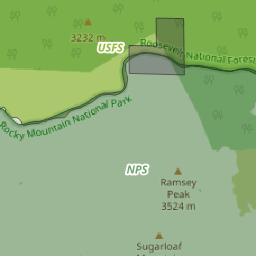 3232 m
USFS
Roosevelt National Forest
Rocky Mountain National Park
NPS
Ramsey
Peak
3524 m
Sugarloaf